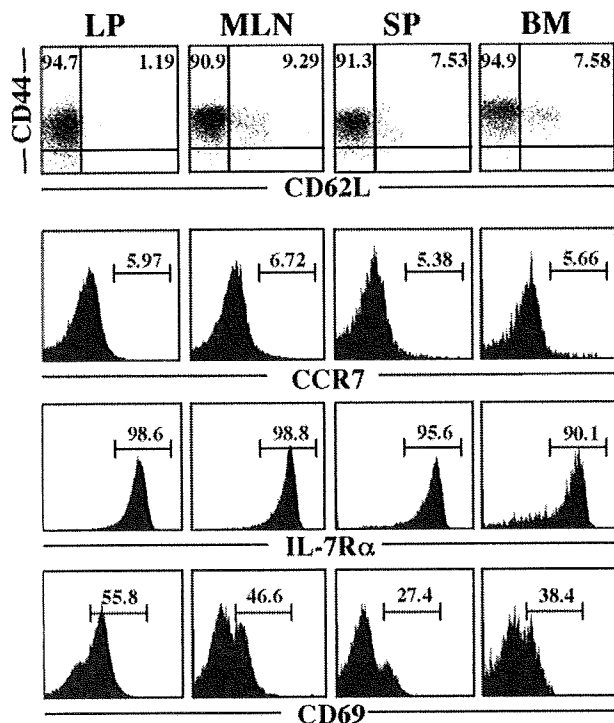 LP MLN SP BM
94.7 1.19 90.9 9.29 91.3 7.53 94.9 7.58
CD44
CD62L
5.97 6.72 5.38 5.66
CCR7
98.6 98.8 95.6 90.1
IL-7Rα
55.8 46.6 27.4 38.4
CD69